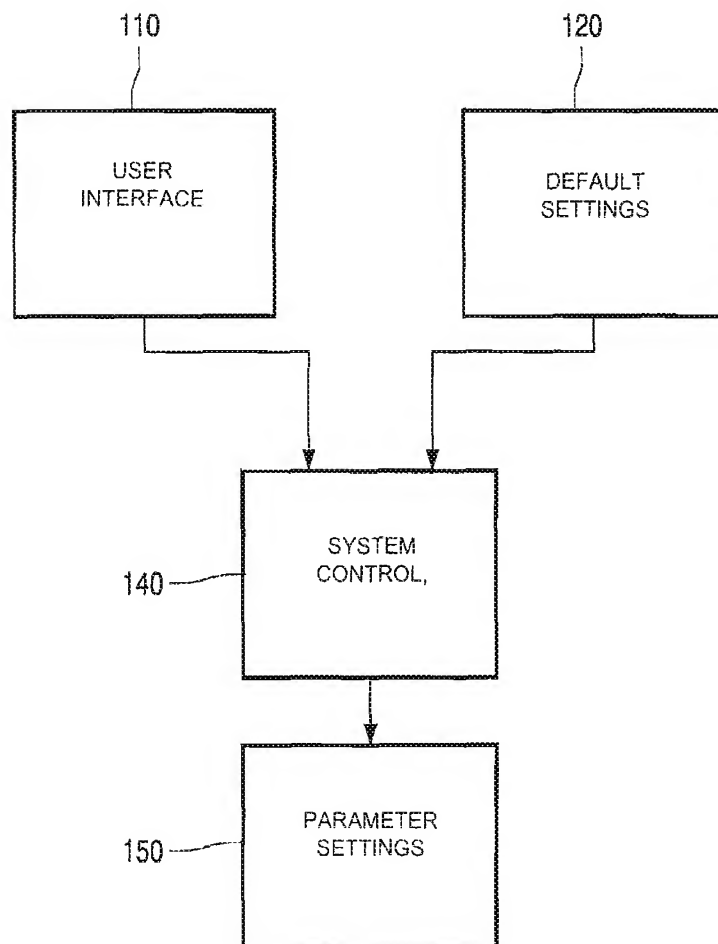 110
120
USER
INTERFACE
DEFAULT
SETTINGS
SYSTEM
CONTROL,
140
PARAMETER
SETTINGS
150